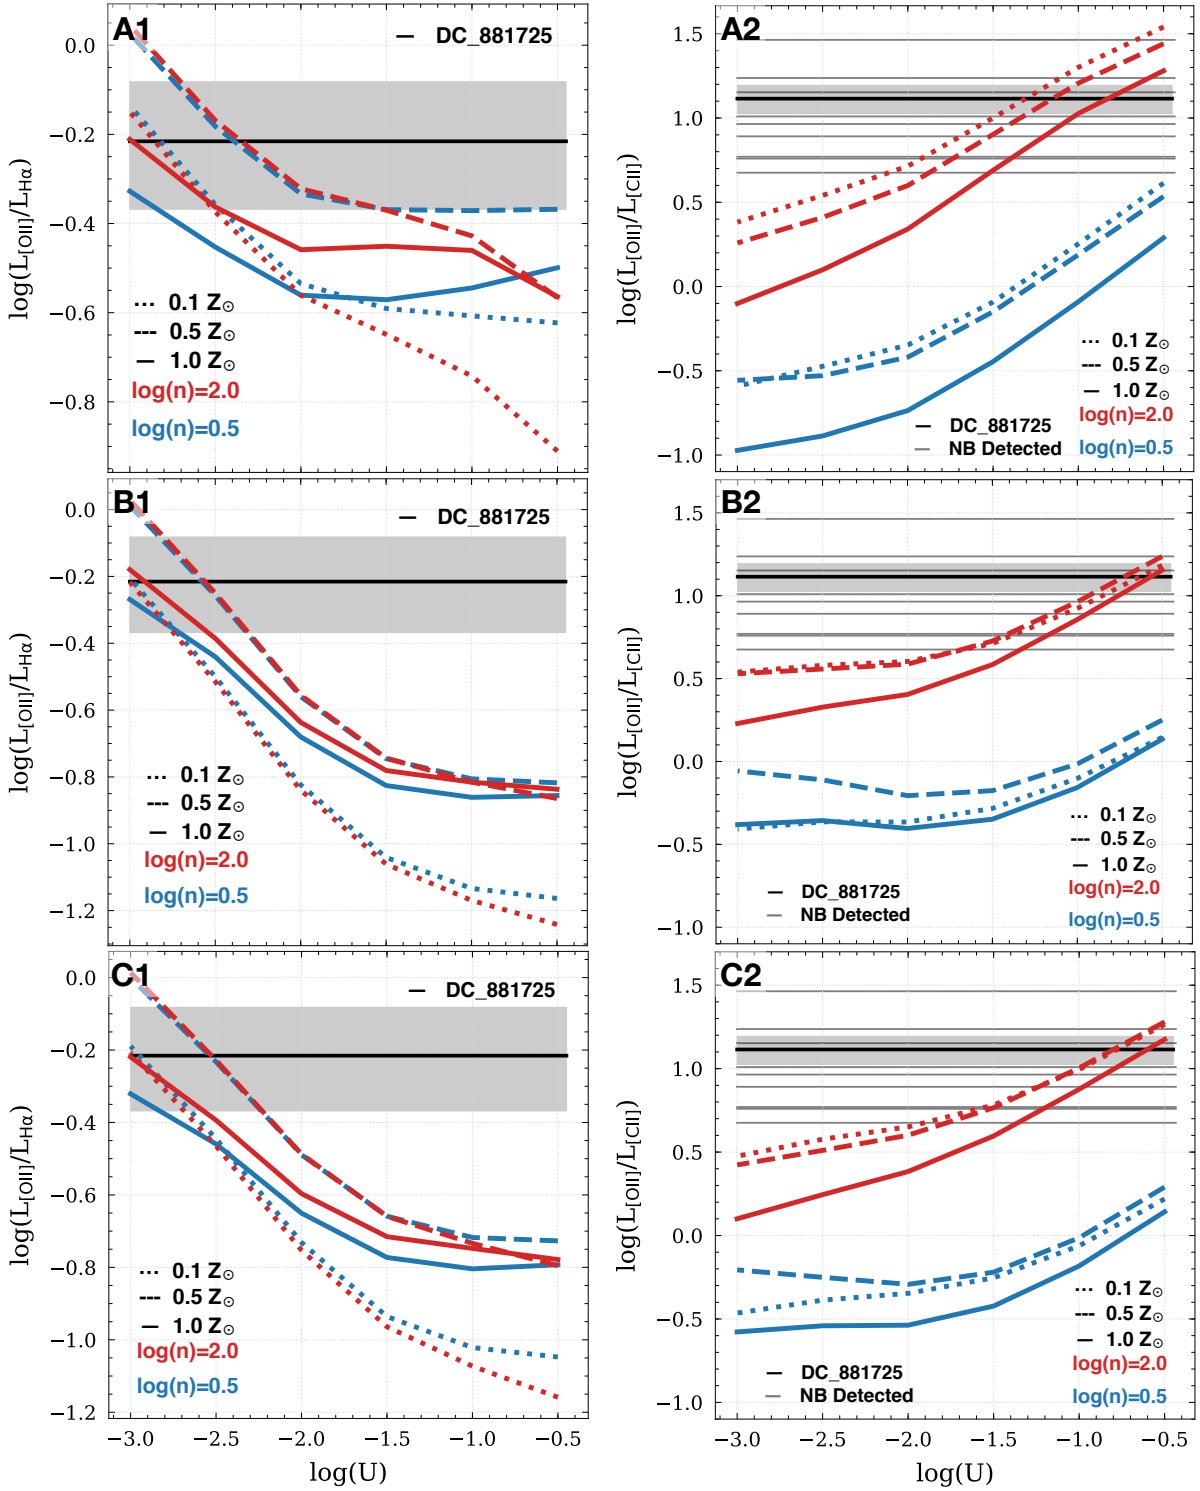 A1
— DC_881725
0.0
−0.2
−0.4
−0.6
−0.8
log(L[OII]/LHα)
··· 0.1 Z⊙
--- 0.5 Z⊙
— 1.0 Z⊙
log(n)=2.0
log(n)=0.5
A2
1.5
1.0
0.5
0.0
−0.5
−1.0
log(L[OII]/L[CII])
··· 0.1 Z⊙
--- 0.5 Z⊙
— 1.0 Z⊙
log(n)=2.0
log(n)=0.5
— DC_881725
— NB Detected
B1
— DC_881725
0.0
−0.2
−0.4
−0.6
−0.8
−1.0
−1.2
log(L[OII]/LHα)
··· 0.1 Z⊙
--- 0.5 Z⊙
— 1.0 Z⊙
log(n)=2.0
log(n)=0.5
B2
1.5
1.0
0.5
0.0
−0.5
−1.0
log(L[OII]/L[CII])
··· 0.1 Z⊙
--- 0.5 Z⊙
— 1.0 Z⊙
log(n)=2.0
log(n)=0.5
— DC_881725
— NB Detected
C1
— DC_881725
0.0
−0.2
−0.4
−0.6
−0.8
−1.0
−1.2
log(L[OII]/LHα)
··· 0.1 Z⊙
--- 0.5 Z⊙
— 1.0 Z⊙
log(n)=2.0
log(n)=0.5
−3.0 −2.5 −2.0 −1.5 −1.0 −0.5
log(U)
C2
1.5
1.0
0.5
0.0
−0.5
−1.0
log(L[OII]/L[CII])
··· 0.1 Z⊙
--- 0.5 Z⊙
— 1.0 Z⊙
log(n)=2.0
log(n)=0.5
— DC_881725
— NB Detected
−3.0 −2.5 −2.0 −1.5 −1.0 −0.5
log(U)